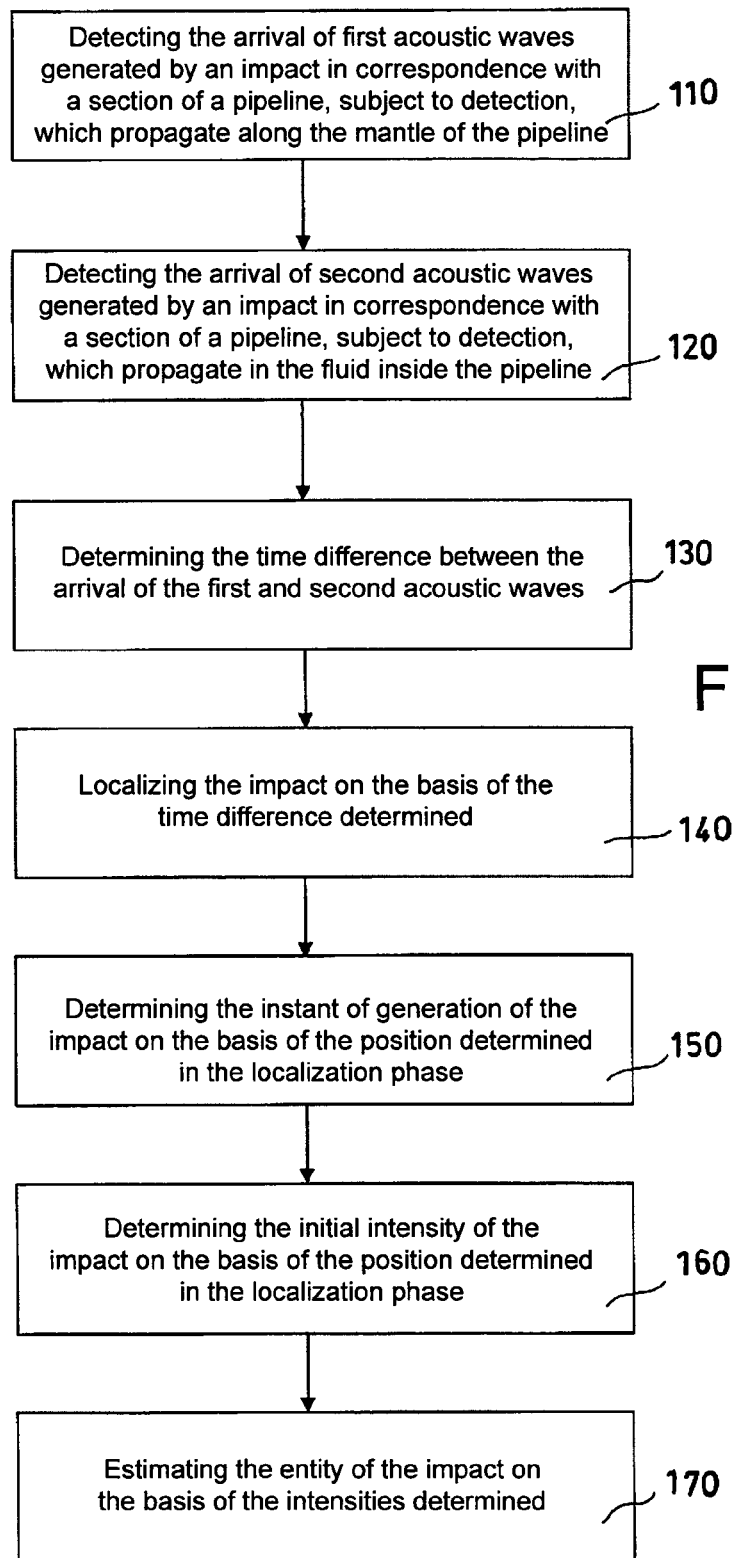 Detecting the arrival of first acoustic waves
generated by an impact in correspondence with
a section of a pipeline, subject to detection,
which propagate along the mantle of the pipeline
110
Detecting the arrival of second acoustic waves
generated by an impact in correspondence with
a section of a pipeline, subject to detection,
which propagate in the fluid inside the pipeline
120
Determining the time difference between the
arrival of the first and second acoustic waves
130
F
Localizing the impact on the basis of the
time difference determined
140
Determining the instant of generation of the
impact on the basis of the position determined
in the localization phase
150
Determining the initial intensity of the
impact on the basis of the position determined
in the localization phase
160
Estimating the entity of the impact on
the basis of the intensities determined
170